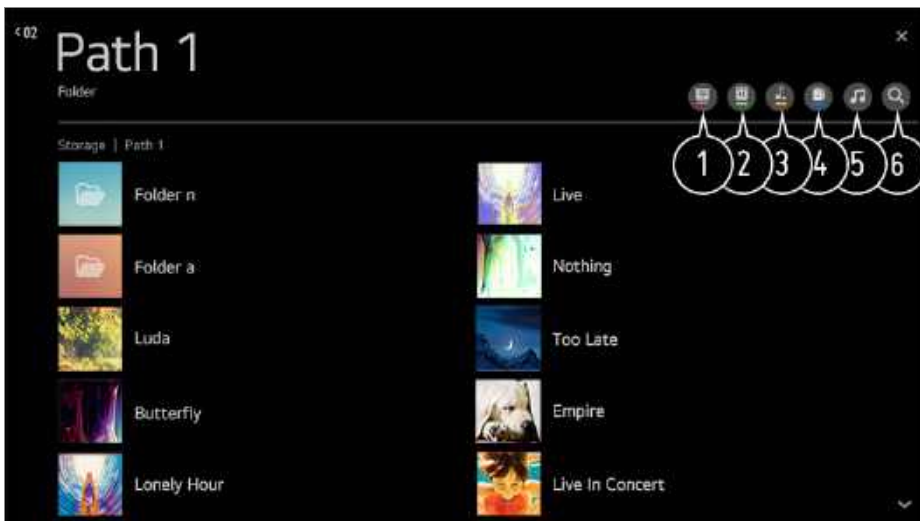 < 02
Path 1
Folder
Storage | Path 1
1 2 3 4 5 6
Folder n
Live
Folder a
Nothing
Luda
Too Late
Butterfly
Empire
Lonely Hour
Live In Concert